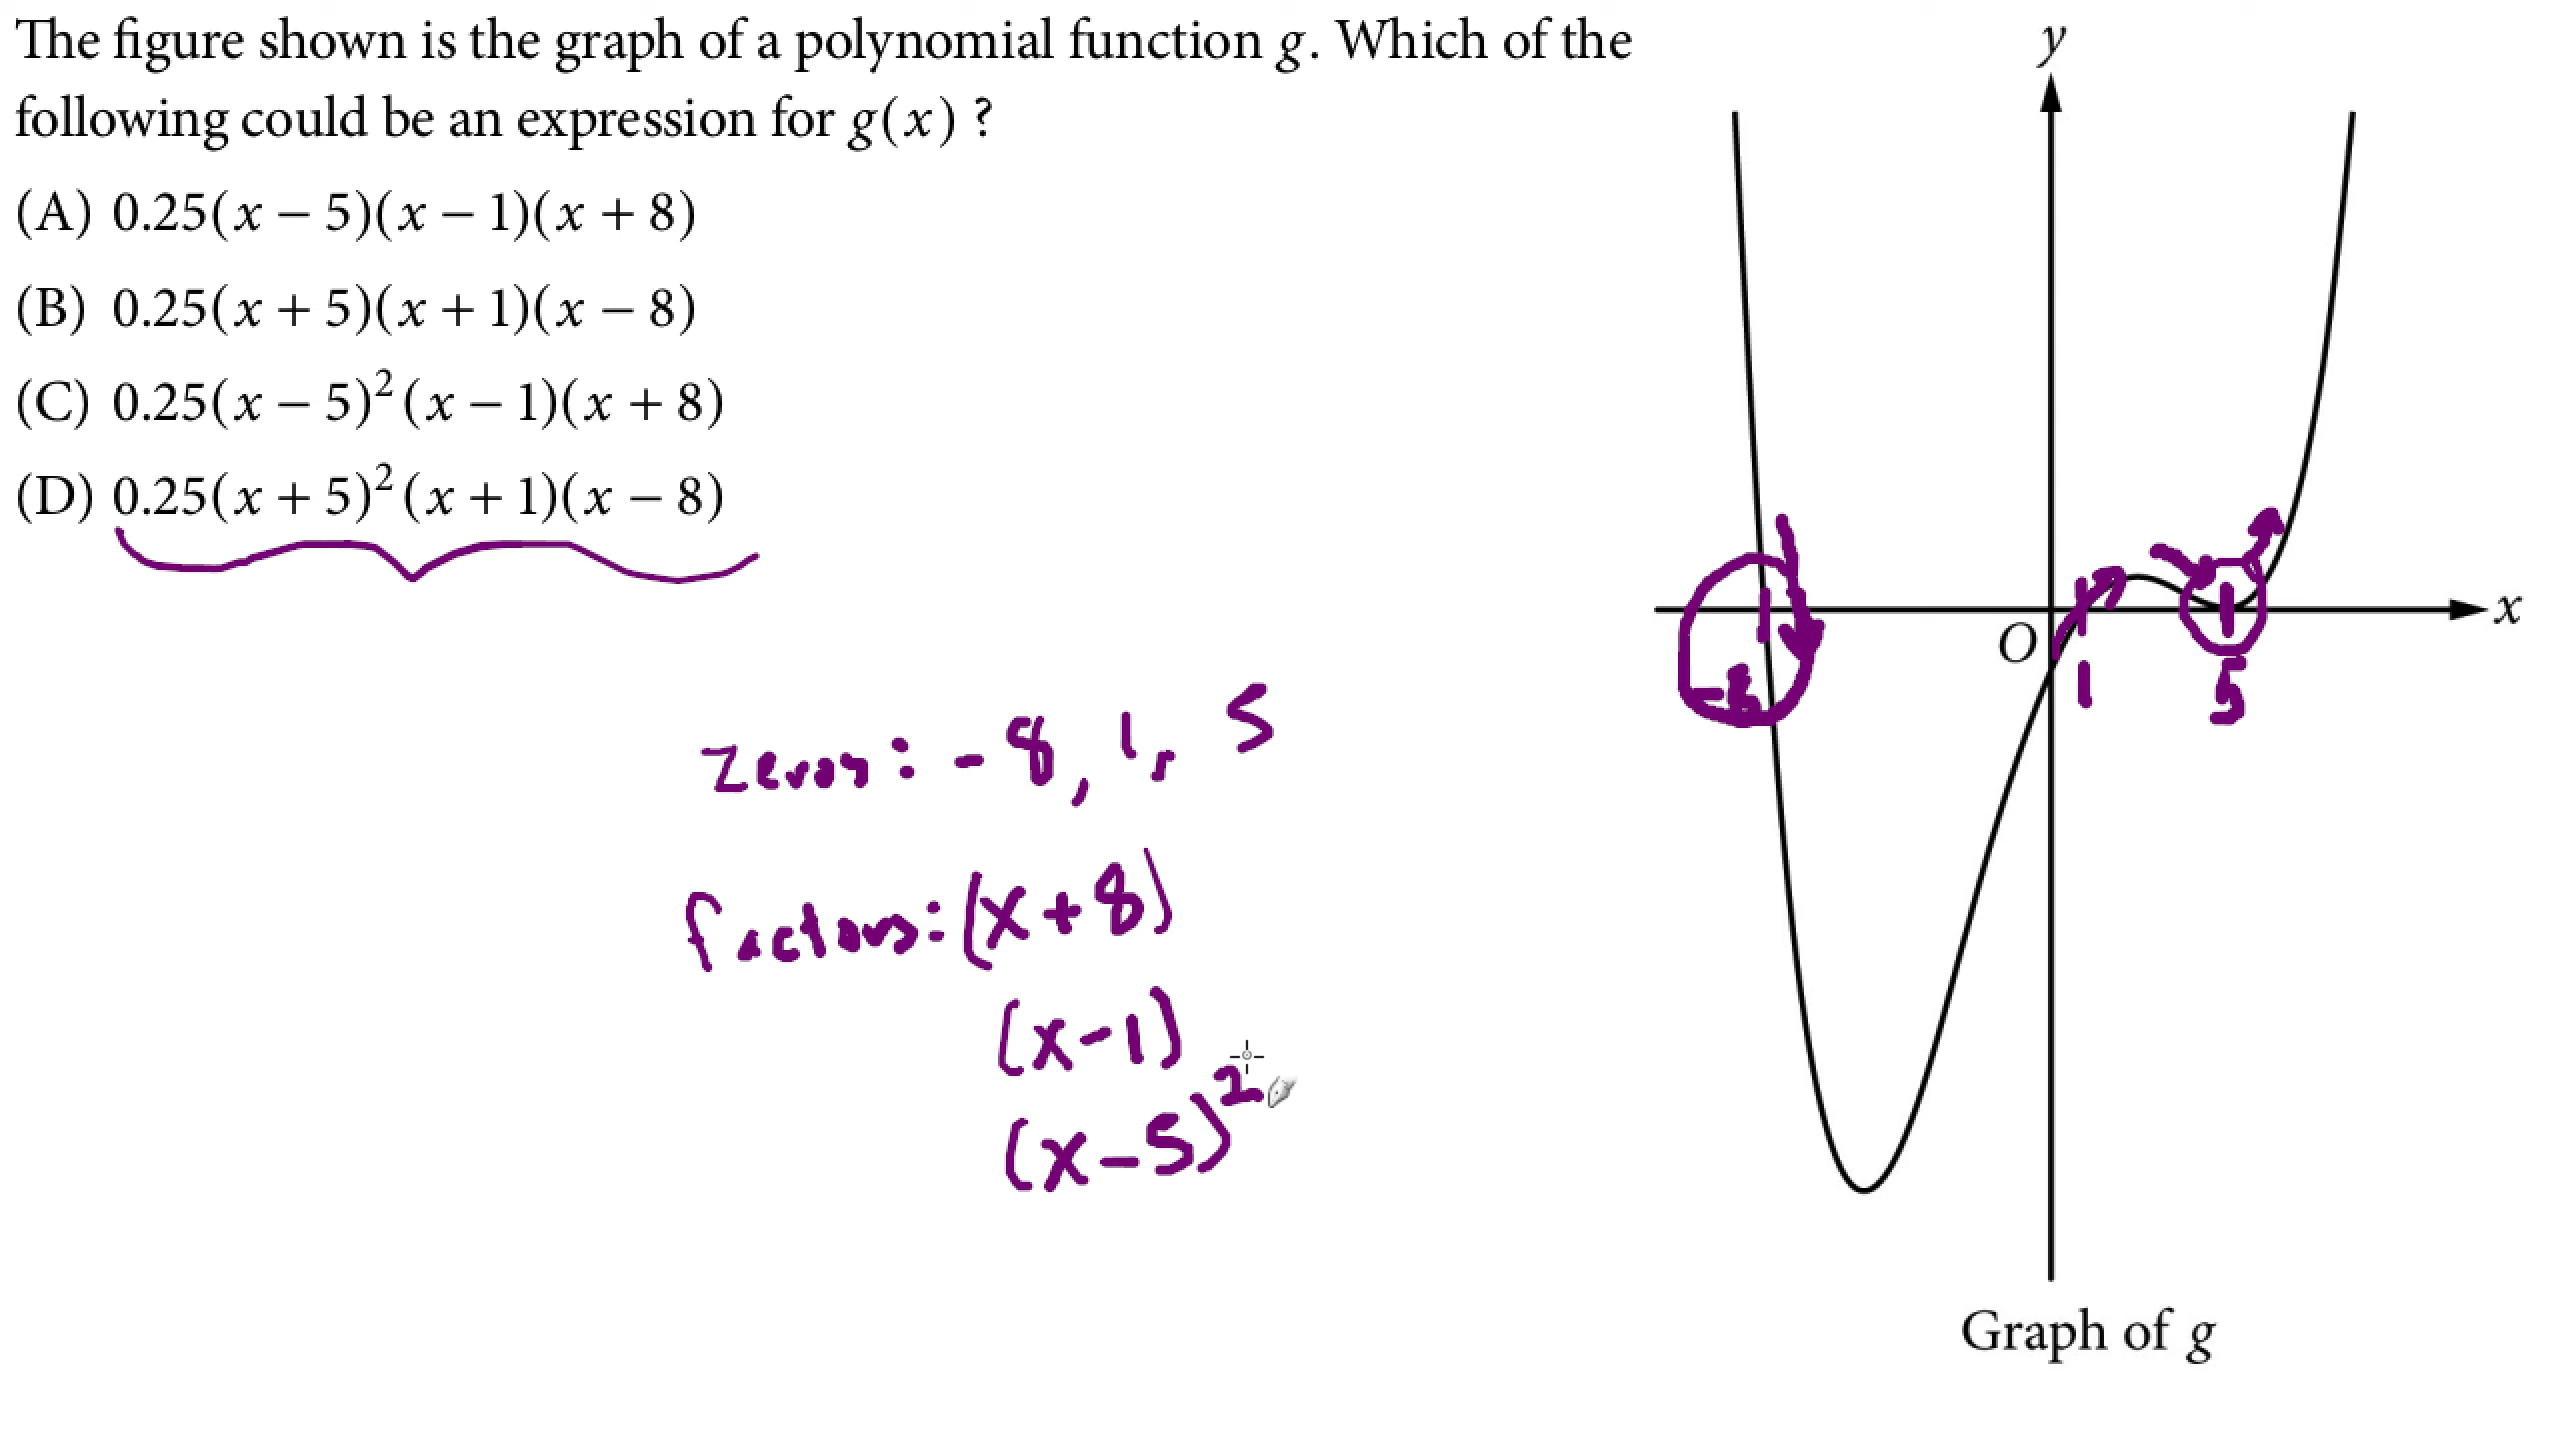 The figure shown is the graph of a polynomial function g. Which of the
following could be an expression for g(x) ?
(A) 0.25(x − 5)(x − 1)(x + 8)
(B) 0.25(x + 5)(x + 1)(x − 8)
(C) 0.25(x − 5)²(x − 1)(x + 8)
(D) 0.25(x + 5)²(x + 1)(x − 8)
zeros: -8, 1, 5
factors: (x+8)
(x-1)
(x-5)²
y
x
O
-8
1
5
Graph of g